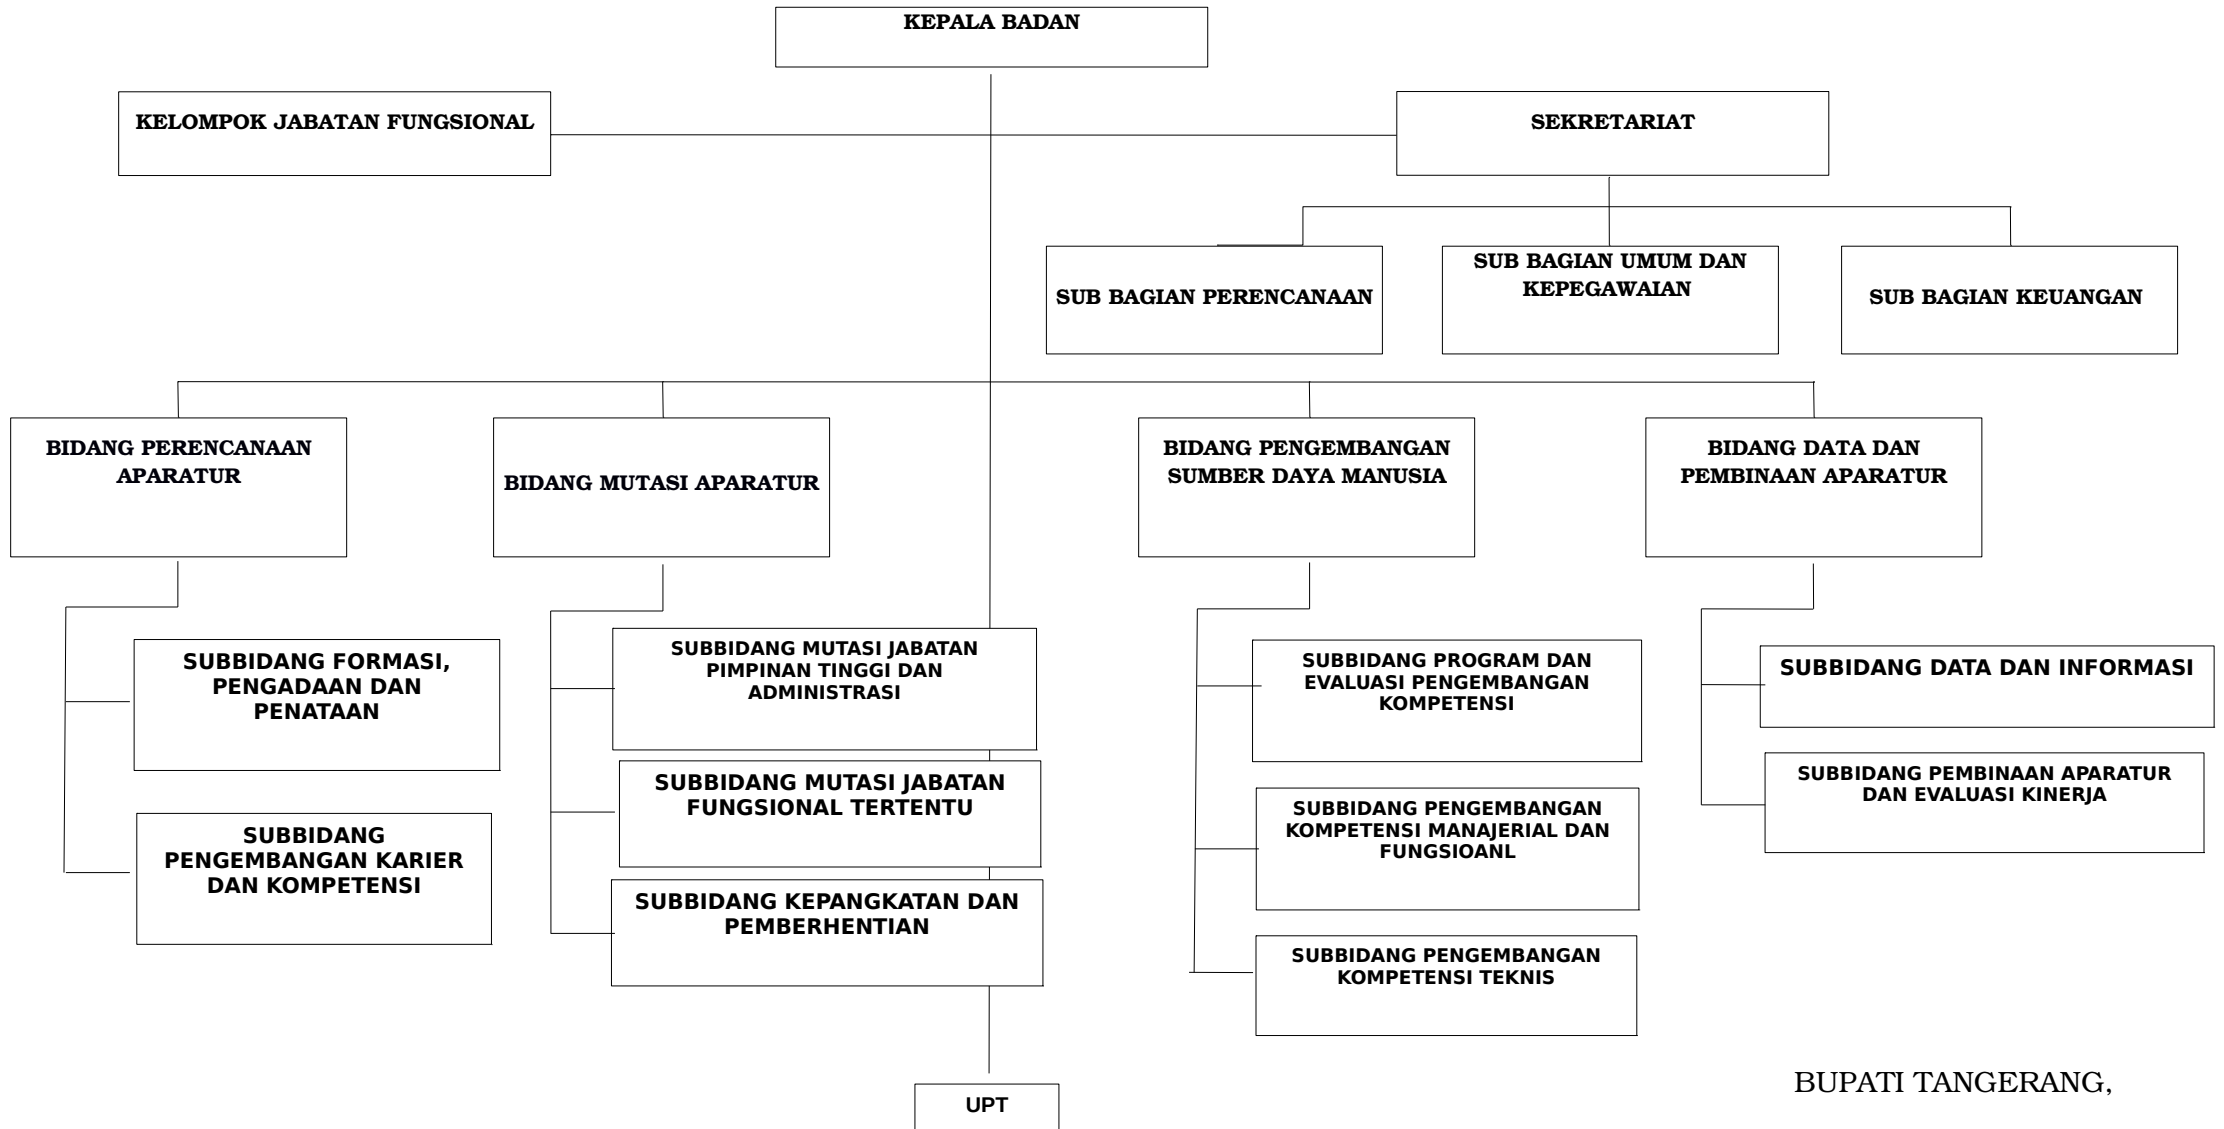 KEPALA BADAN
KELOMPOK JABATAN FUNGSIONAL
SEKRETARIAT
SUB BAGIAN PERENCANAAN
SUB BAGIAN UMUM DAN
KEPEGAWAIAN
SUB BAGIAN KEUANGAN
BIDANG PERENCANAAN
APARATUR
BIDANG MUTASI APARATUR
BIDANG PENGEMBANGAN
SUMBER DAYA MANUSIA
BIDANG DATA DAN
PEMBINAAN APARATUR
SUBBIDANG FORMASI,
PENGADAAN DAN
PENATAAN
SUBBIDANG
PENGEMBANGAN KARIER
DAN KOMPETENSI
SUBBIDANG MUTASI JABATAN
PIMPINAN TINGGI DAN
ADMINISTRASI
SUBBIDANG MUTASI JABATAN
FUNGSIONAL TERTENTU
SUBBIDANG KEPANGKATAN DAN
PEMBERHENTIAN
SUBBIDANG PROGRAM DAN
EVALUASI PENGEMBANGAN
KOMPETENSI
SUBBIDANG PENGEMBANGAN
KOMPETENSI MANAJERIAL DAN
FUNGSIOANL
SUBBIDANG PENGEMBANGAN
KOMPETENSI TEKNIS
SUBBIDANG DATA DAN INFORMASI
SUBBIDANG PEMBINAAN APARATUR
DAN EVALUASI KINERJA
UPT
BUPATI TANGERANG,